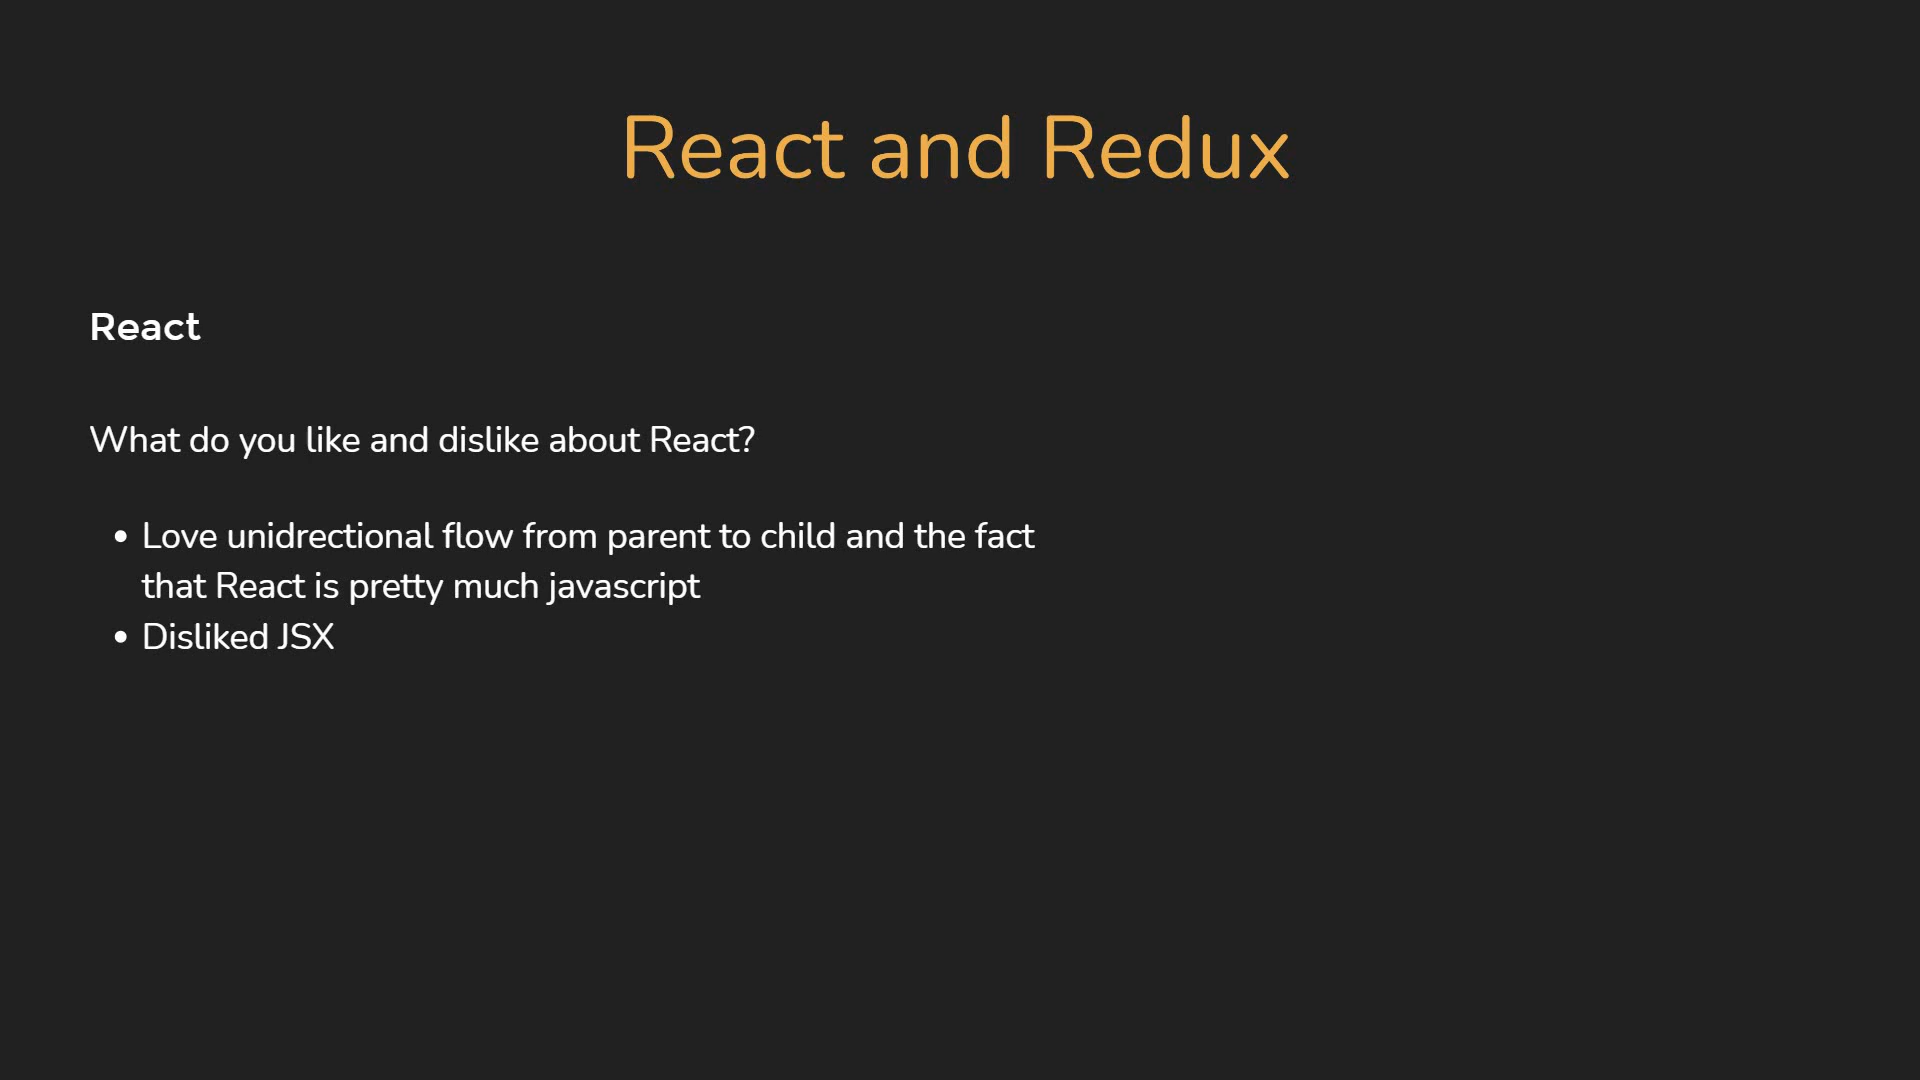 React and Redux
React
What do you like and dislike about React?
• Love unidrectional flow from parent to child and the fact
that React is pretty much javascript
• Disliked JSX